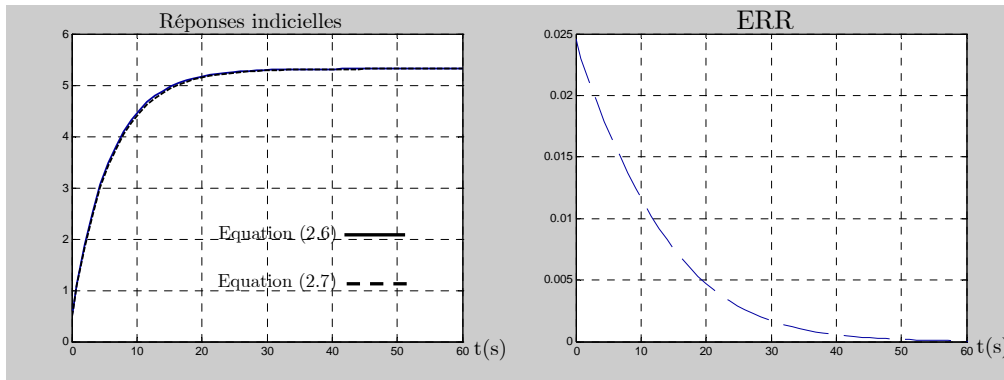 Réponses indicielles
6
5
4
3
2
1
0
Equation (2.6)
Equation (2.7)
0 10 20 30 40 50 60 t(s)
ERR
0.025
0.02
0.015
0.01
0.005
0
0 10 20 30 40 50 60 t(s)